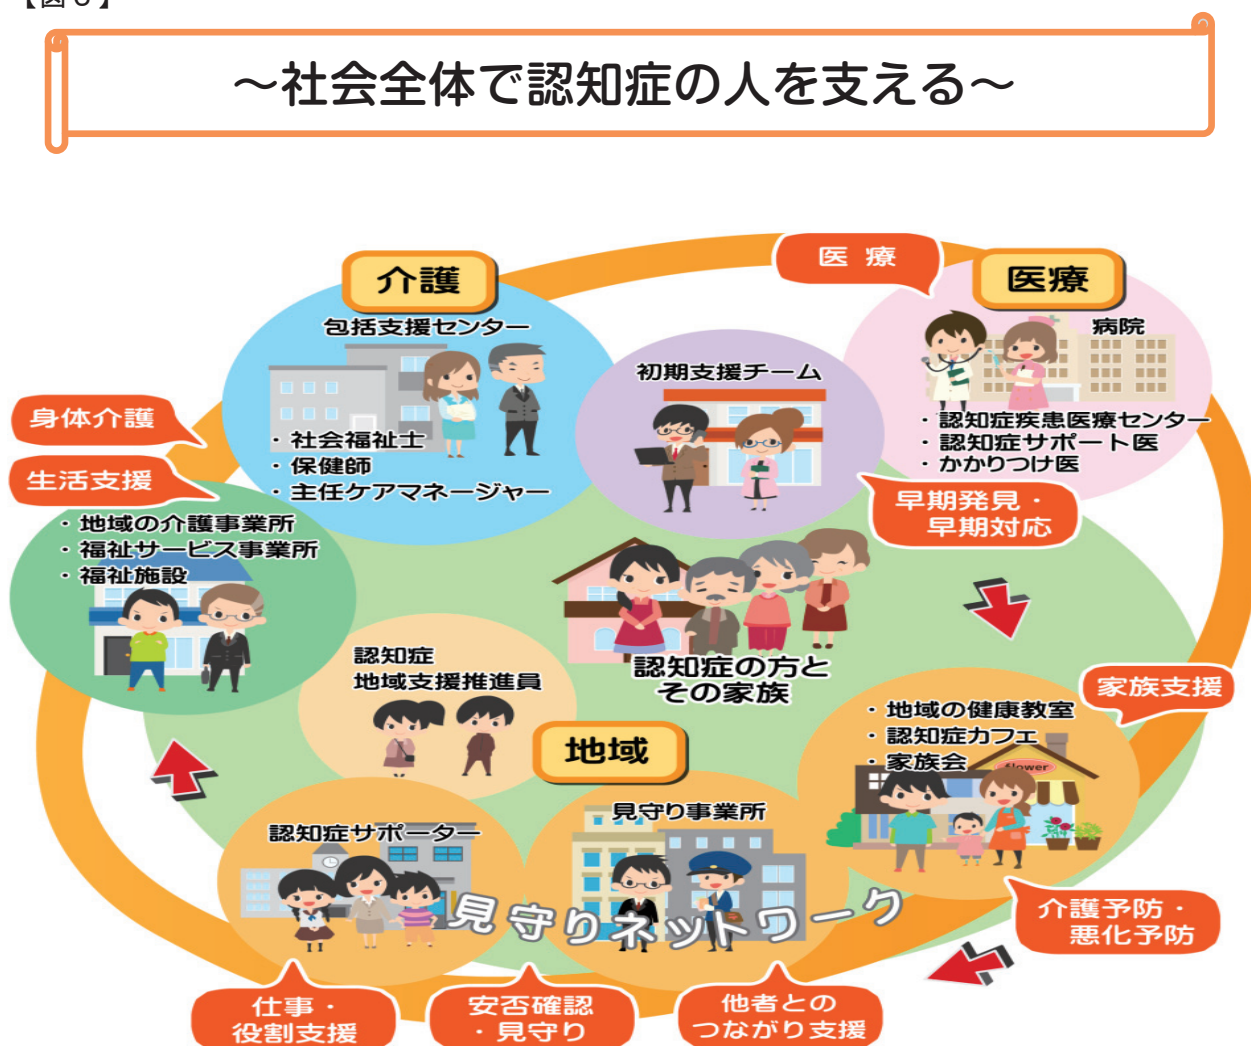 【図
～社会全体で認知症の人を支える～
介護
包括支援センター
・社会福祉士
・保健師
・主任ケアマネージャー
医 療
医療
病院
・認知症疾患医療センター
・認知症サポート医
・かかりつけ医
初期支援チーム
早期発見・
早期対応
身体介護
生活支援
・地域の介護事業所
・福祉サービス事業所
・福祉施設
認知症の方と
その家族
認知症
地域支援推進員
地域
家族支援
・地域の健康教室
・認知症カフェ
・家族会
flower
認知症サポーター
見守り事業所
見守りネットワーク
介護予防・
悪化予防
仕事・
役割支援
安否確認
・見守り
他者との
つながり支援